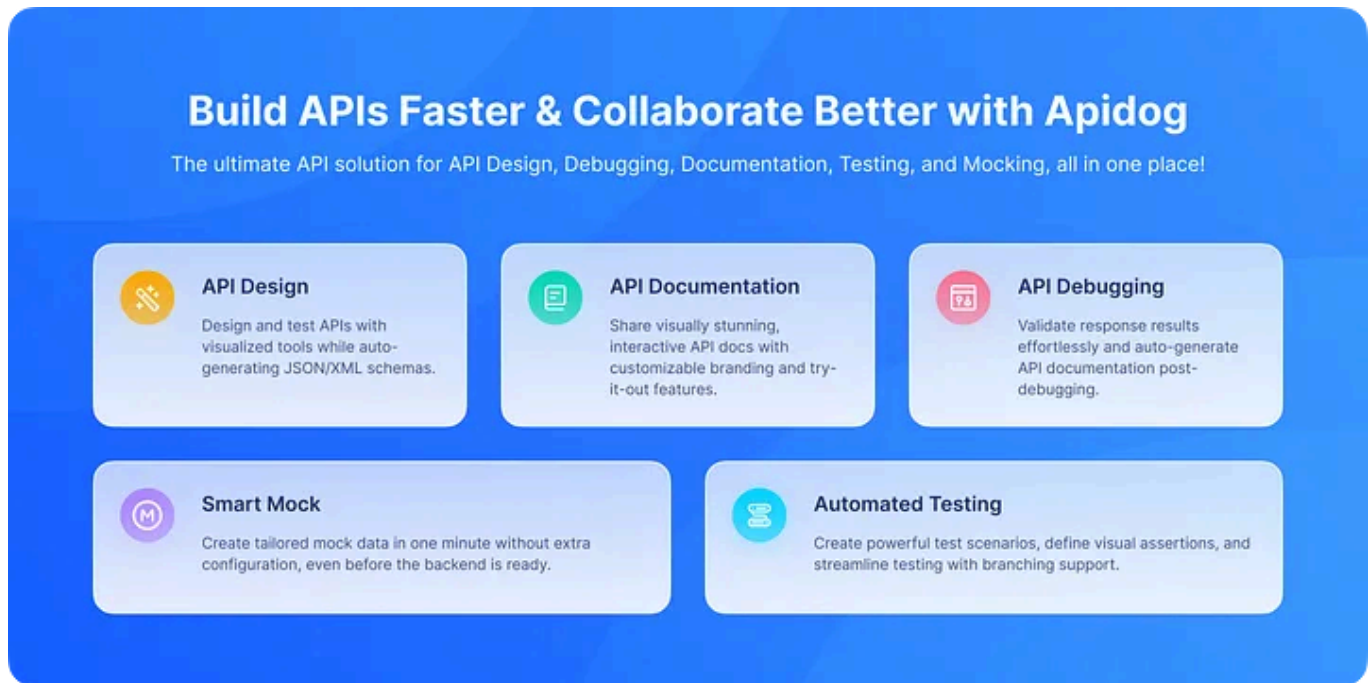 Build APIs Faster & Collaborate Better with Apidog
The ultimate API solution for API Design, Debugging, Documentation, Testing, and Mocking, all in one place!
API Design
Design and test APIs with
visualized tools while auto-
generating JSON/XML schemas.
API Documentation
Share visually stunning,
interactive API docs with
customizable branding and try-
it-out features.
API Debugging
Validate response results
effortlessly and auto-generate
API documentation post-
debugging.
M
Smart Mock
Create tailored mock data in one minute without extra
configuration, even before the backend is ready.
Automated Testing
Create powerful test scenarios, define visual assertions, and
streamline testing with branching support.